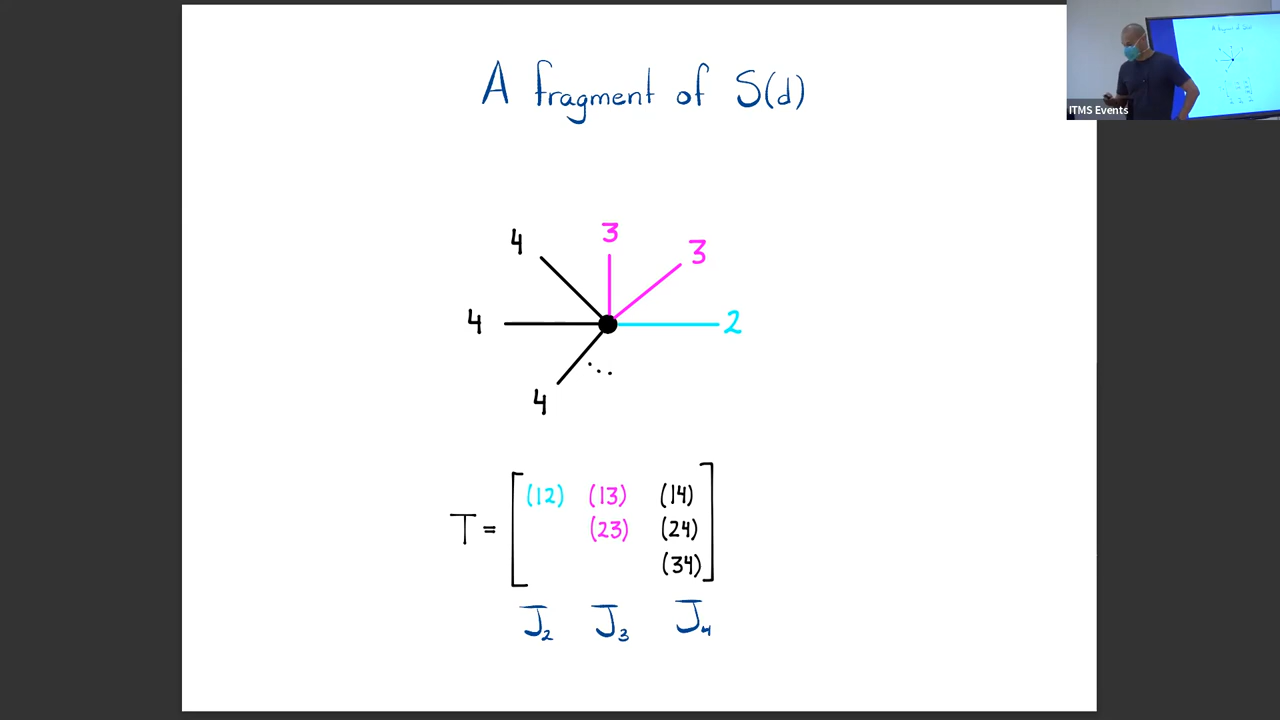 A fragment of S(d)
ITMS Events
4 3 3
4 2
4 ...
T = [ (12) (13) (14)
(23) (24)
(34) ]
J₂ J₃ J₄